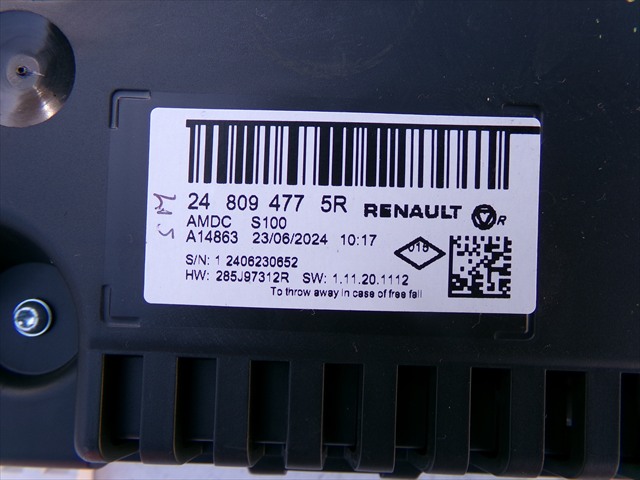 24 809 477 5R RENAULT R
AMDC S100
A14863 23/06/2024 10:17
018
S/N: 1 2406230652
HW: 285J97312R SW: 1.11.20.1112
To throw away in case of free fall